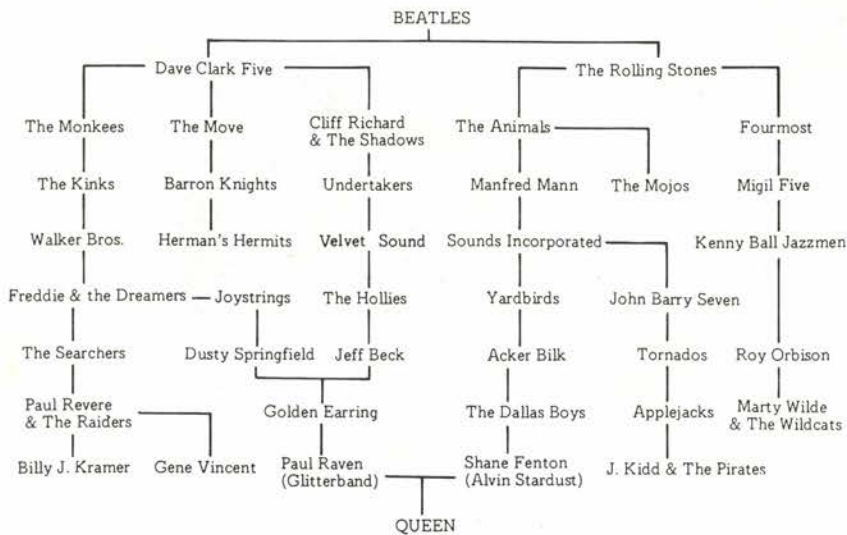 BEATLES
Dave Clark Five
The Rolling Stones
The Monkees
The Move
Cliff Richard
& The Shadows
The Animals
Fourmost
The Kinks
Barron Knights
Undertakers
Manfred Mann
The Mojos
Migil Five
Walker Bros.
Herman's Hermits
Velvet Sound
Sounds Incorporated
Kenny Ball Jazzmen
Freddie & the Dreamers
Joystrings
The Hollies
Yardbirds
John Barry Seven
The Searchers
Dusty Springfield
Jeff Beck
Acker Bilk
Tornados
Roy Orbison
Paul Revere
& The Raiders
Golden Earring
The Dallas Boys
Applejacks
Marty Wilde
& The Wildcats
Billy J. Kramer
Gene Vincent
Paul Raven
(Glitterband)
Shane Fenton
(Alvin Stardust)
J. Kidd & The Pirates
QUEEN